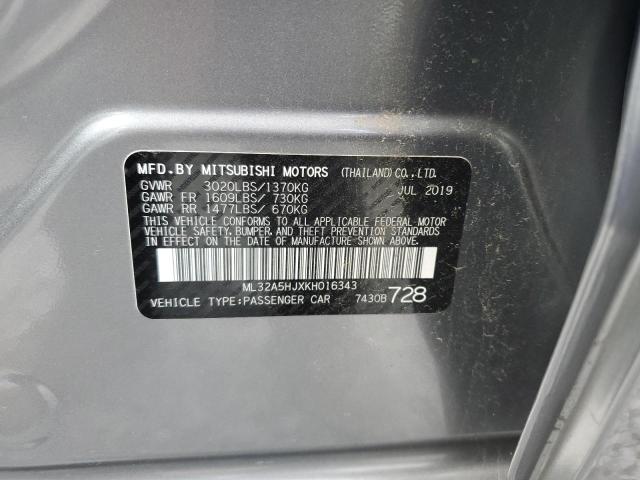 MFD.BY MITSUBISHI MOTORS (THAILAND)CO.,LTD.
GVWR 3020LBS/1370KG JUL 2019
GAWR FR 1609LBS/ 730KG
GAWR RR 1477LBS/ 670KG
THIS VEHICLE CONFORMS TO ALL APPLICABLE FEDERAL MOTOR
VEHICLE SAFETY, BUMPER, AND THEFT PREVENTION STANDARDS
IN EFFECT ON THE DATE OF MANUFACTURE SHOWN ABOVE.
ML32A5HJXKH016343
VEHICLE TYPE:PASSENGER CAR 7430B 728